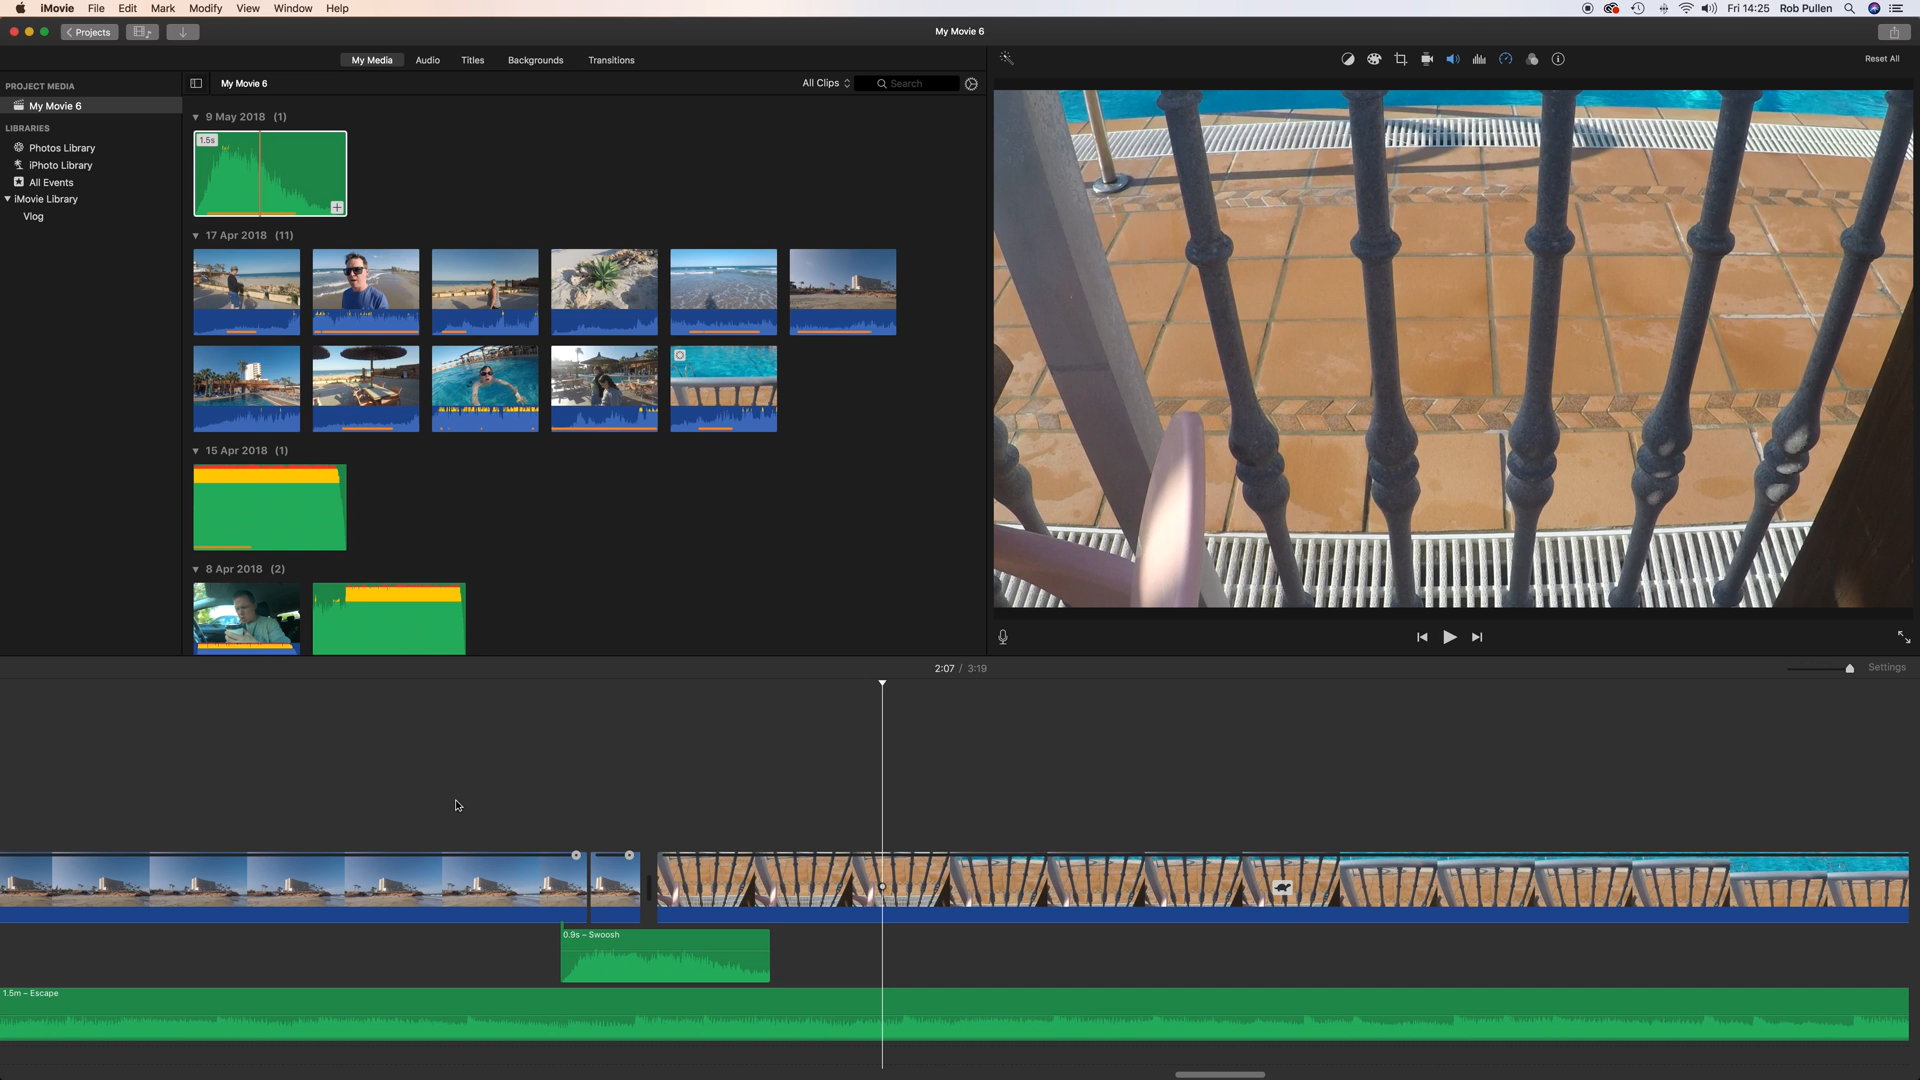 iMovie File Edit Mark Modify View Window Help
Fri 14:25 Rob Pullen
Projects
My Movie 6
My Media Audio Titles Backgrounds Transitions
Reset All
PROJECT MEDIA
My Movie 6
LIBRARIES
Photos Library
iPhoto Library
All Events
iMovie Library
Vlog
My Movie 6
All Clips
Search
9 May 2018 (1)
1.5s
17 Apr 2018 (11)
15 Apr 2018 (1)
8 Apr 2018 (2)
2:07 / 3:19
Settings
0.9s – Swoosh
1.5m – Escape